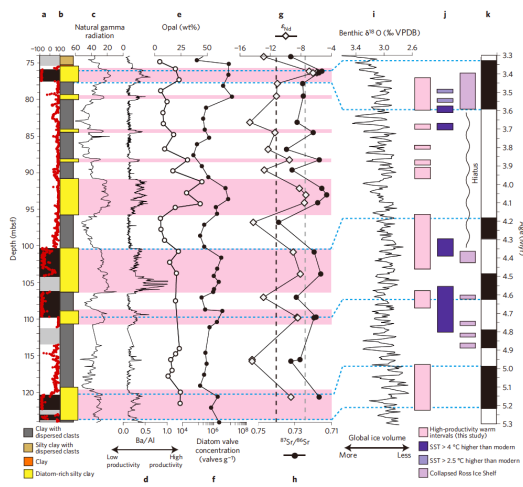 a b c e g i j k
Natural gamma radiation
Opal (wt%)
εNd
Benthic δ18 O (‰ VPDB)
-100 0 100 0 40 80 0 25 50 -16 -12 -8 -4 3.9 3.0 2.6
75
80
85
90
95
100
105
110
115
120
Depth (mbsf)
3.3
3.4
3.5
3.6
3.7
3.8
3.9
4.0
4.1
4.2
4.3
4.4
4.5
4.6
4.7
4.8
4.9
5.0
5.1
5.2
5.3
Age (Myr)
Hiatus
0.0 0.5 1.0 10⁶ 10⁸ 0.75 0.73 0.71
Ba/Al
Low productivity
High productivity
Diatom valve concentration (valves g⁻¹)
⁸⁷Sr/⁸⁶Sr
Global ice volume
More Less
d f h
Clay with dispersed clasts
Silty clay with dispersed clasts
Clay
Diatom-rich silty clay
High-productivity warm intervals (this study)
SST > 4 °C higher than modern
SST > 2.5 °C higher than modern
Collapsed Ross Ice Shelf